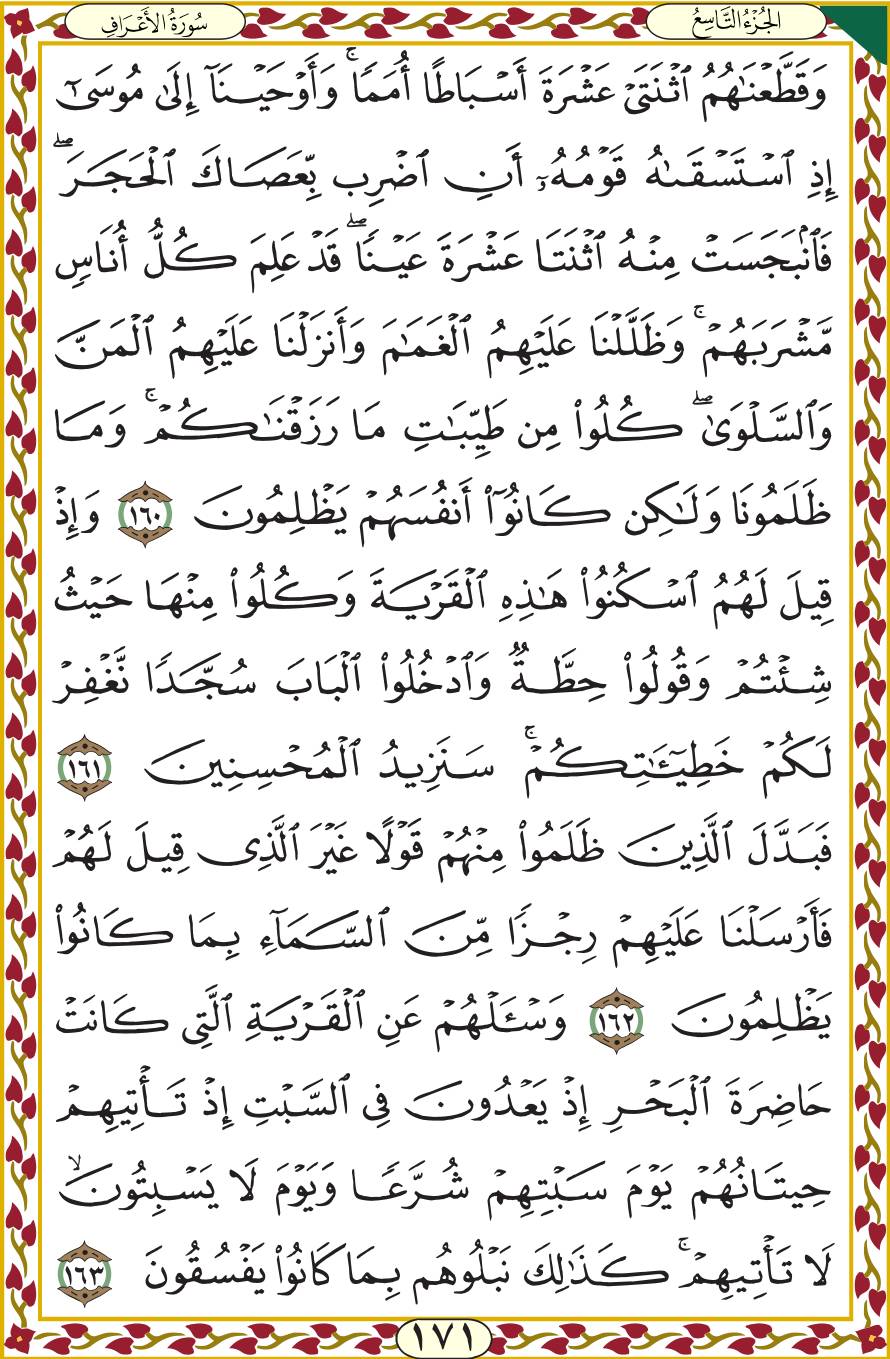 الجُزْءُ التَّاسِعُ
سُورَةُ الأَعْرَافِ
وَقَطَّعْنَٰهُمُ ٱثْنَتَىْ عَشْرَةَ أَسْبَاطًا أُمَمًا ۚ وَأَوْحَيْنَآ إِلَىٰ مُوسَىٰٓ
إِذِ ٱسْتَسْقَىٰهُ قَوْمُهُۥٓ أَنِ ٱضْرِب بِّعَصَاكَ ٱلْحَجَرَ ۖ
فَٱنۢبَجَسَتْ مِنْهُ ٱثْنَتَا عَشْرَةَ عَيْنًا ۖ قَدْ عَلِمَ كُلُّ أُنَاسٍ
مَّشْرَبَهُمْ ۚ وَظَلَّلْنَا عَلَيْهِمُ ٱلْغَمَٰمَ وَأَنزَلْنَا عَلَيْهِمُ ٱلْمَنَّ
وَٱلسَّلْوَىٰ ۖ كُلُوا۟ مِن طَيِّبَٰتِ مَا رَزَقْنَٰكُمْ ۚ وَمَا
ظَلَمُونَا وَلَٰكِن كَانُوٓا۟ أَنفُسَهُمْ يَظْلِمُونَ ١٦٠ وَإِذْ
قِيلَ لَهُمُ ٱسْكُنُوا۟ هَٰذِهِ ٱلْقَرْيَةَ وَكُلُوا۟ مِنْهَا حَيْثُ
شِئْتُمْ وَقُولُوا۟ حِطَّةٌ وَٱدْخُلُوا۟ ٱلْبَابَ سُجَّدًا نَّغْفِرْ
لَكُمْ خَطِيٓـَٰٔتِكُمْ ۚ سَنَزِيدُ ٱلْمُحْسِنِينَ ١٦١
فَبَدَّلَ ٱلَّذِينَ ظَلَمُوا۟ مِنْهُمْ قَوْلًا غَيْرَ ٱلَّذِى قِيلَ لَهُمْ
فَأَرْسَلْنَا عَلَيْهِمْ رِجْزًا مِّنَ ٱلسَّمَآءِ بِمَا كَانُوا۟
يَظْلِمُونَ ١٦٢ وَسْـَٔلْهُمْ عَنِ ٱلْقَرْيَةِ ٱلَّتِى كَانَتْ
حَاضِرَةَ ٱلْبَحْرِ إِذْ يَعْدُونَ فِى ٱلسَّبْتِ إِذْ تَأْتِيهِمْ
حِيتَانُهُمْ يَوْمَ سَبْتِهِمْ شُرَّعًا وَيَوْمَ لَا يَسْبِتُونَ ۙ
لَا تَأْتِيهِمْ ۚ كَذَٰلِكَ نَبْلُوهُم بِمَا كَانُوا۟ يَفْسُقُونَ ١٦٣
١٧١